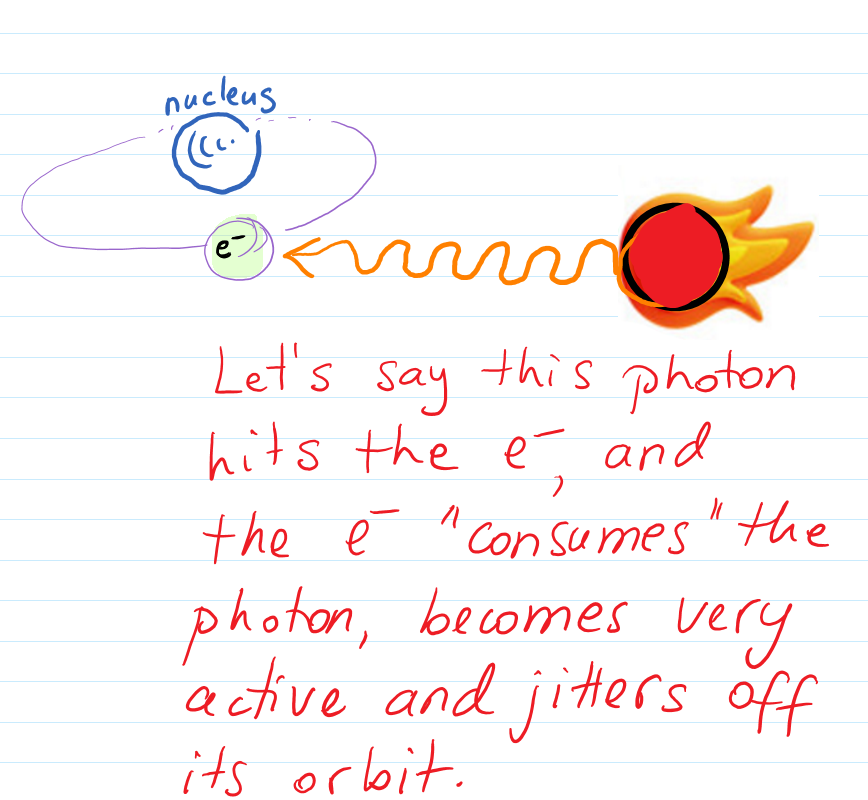 nucleus
e⁻
Let's say this photon
hits the e⁻, and
the e⁻ "consumes" the
photon, becomes very
active and jitters off
its orbit.